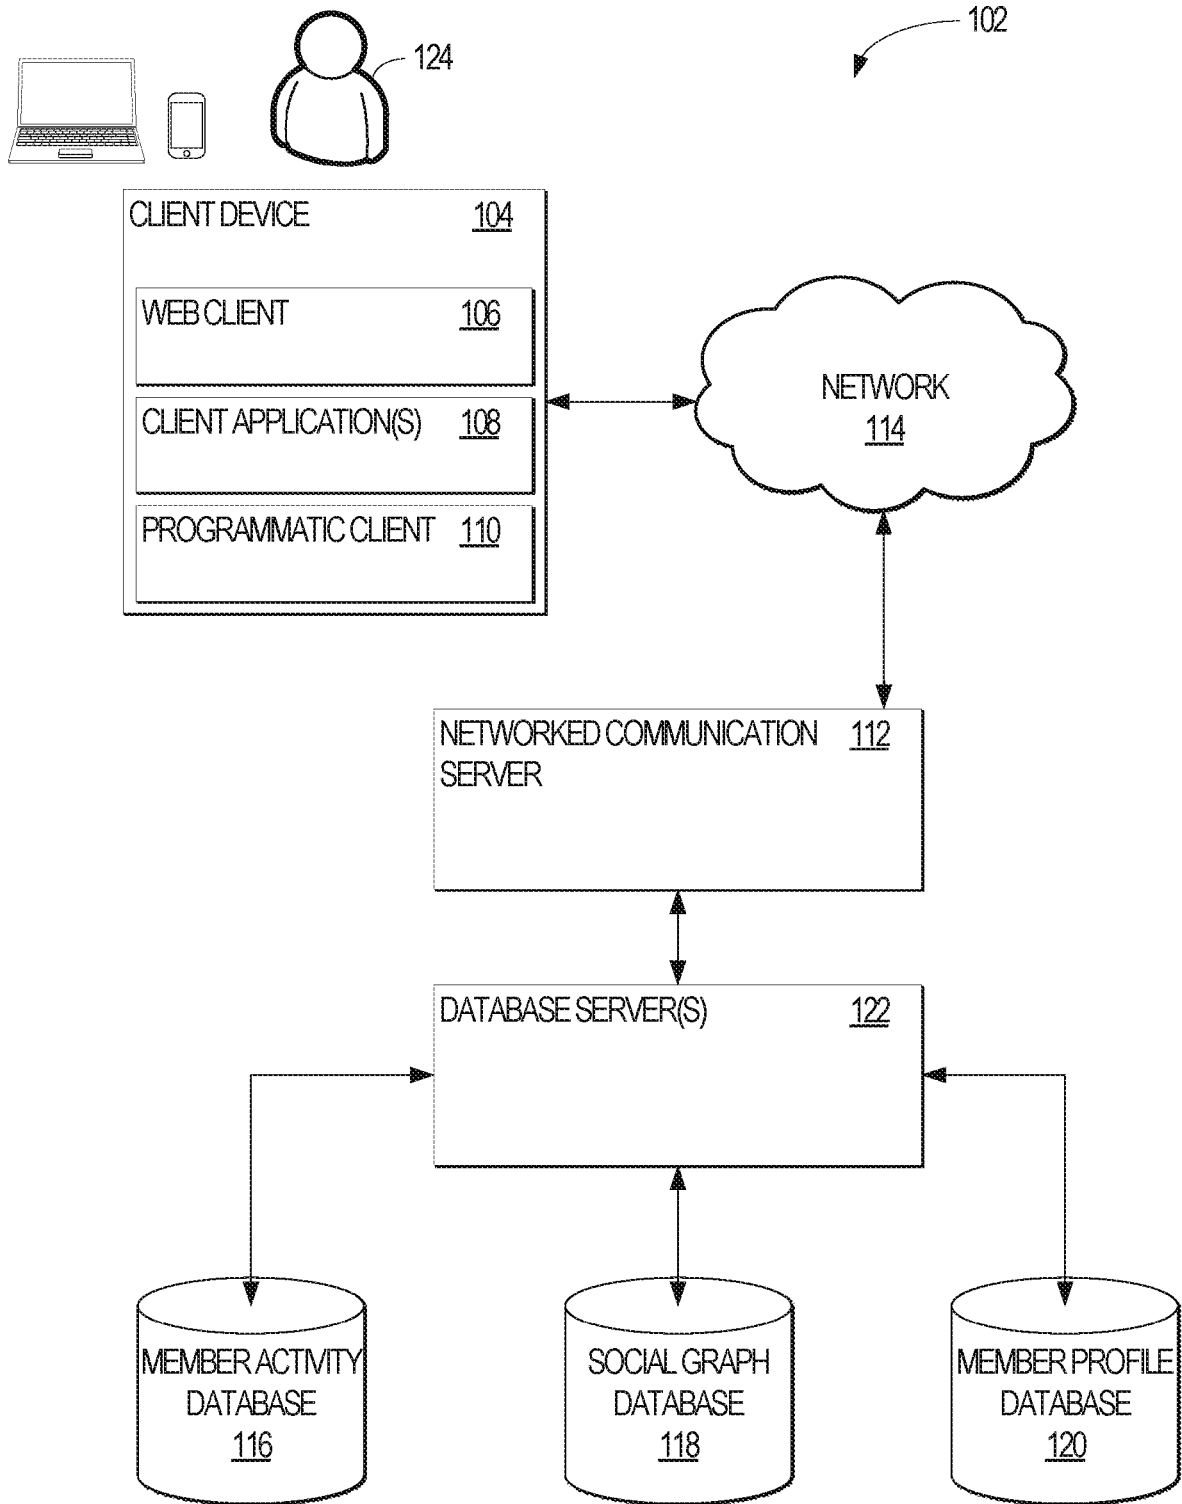 102
124
CLIENT DEVICE 104
WEB CLIENT 106
CLIENT APPLICATION(S) 108
PROGRAMMATIC CLIENT 110
NETWORK
114
NETWORKED COMMUNICATION 112
SERVER
DATABASE SERVER(S) 122
MEMBER ACTIVITY
DATABASE
116
SOCIAL GRAPH
DATABASE
118
MEMBER PROFILE
DATABASE
120